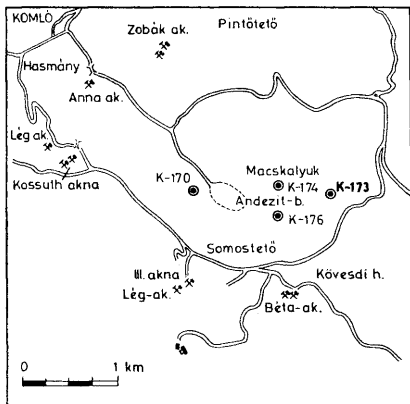 KOMLÓ
Zobák ak.
Pintőtető
Hasmány
Anna ak.
Lég ak.
Kossuth akna
K-170
Macskalyuk
K-174
K-173
Andezit-b.
K-176
Somostető
III. akna
Lég-ak.
Kövesdi h.
Béta-ak.
0 1 km